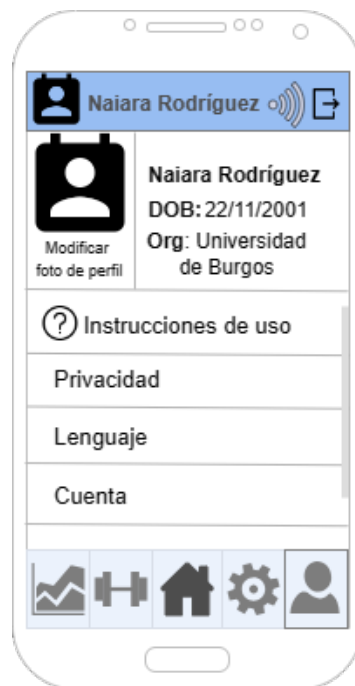 Naiara Rodríguez
Naiara Rodríguez
DOB: 22/11/2001
Org: Universidad
de Burgos
Modificar
foto de perfil
? Instrucciones de uso
Privacidad
Lenguaje
Cuenta